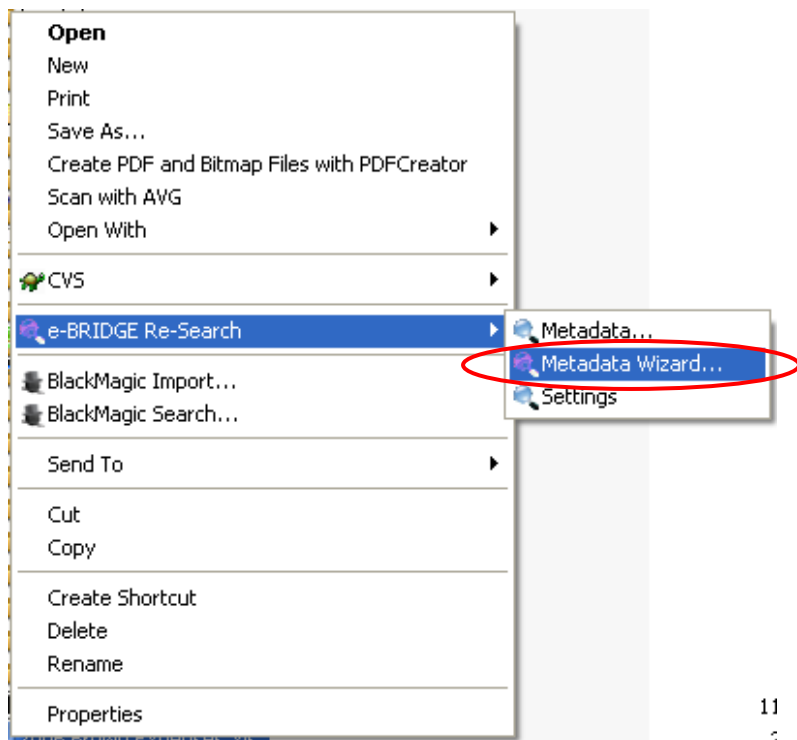 Open
New
Print
Save As...
Create PDF and Bitmap Files with PDFCreator
Scan with AVG
Open With
CVS
e-BRIDGE Re-Search
Metadata...
Metadata Wizard...
Settings
BlackMagic Import...
BlackMagic Search...
Send To
Cut
Copy
Create Shortcut
Delete
Rename
Properties
11